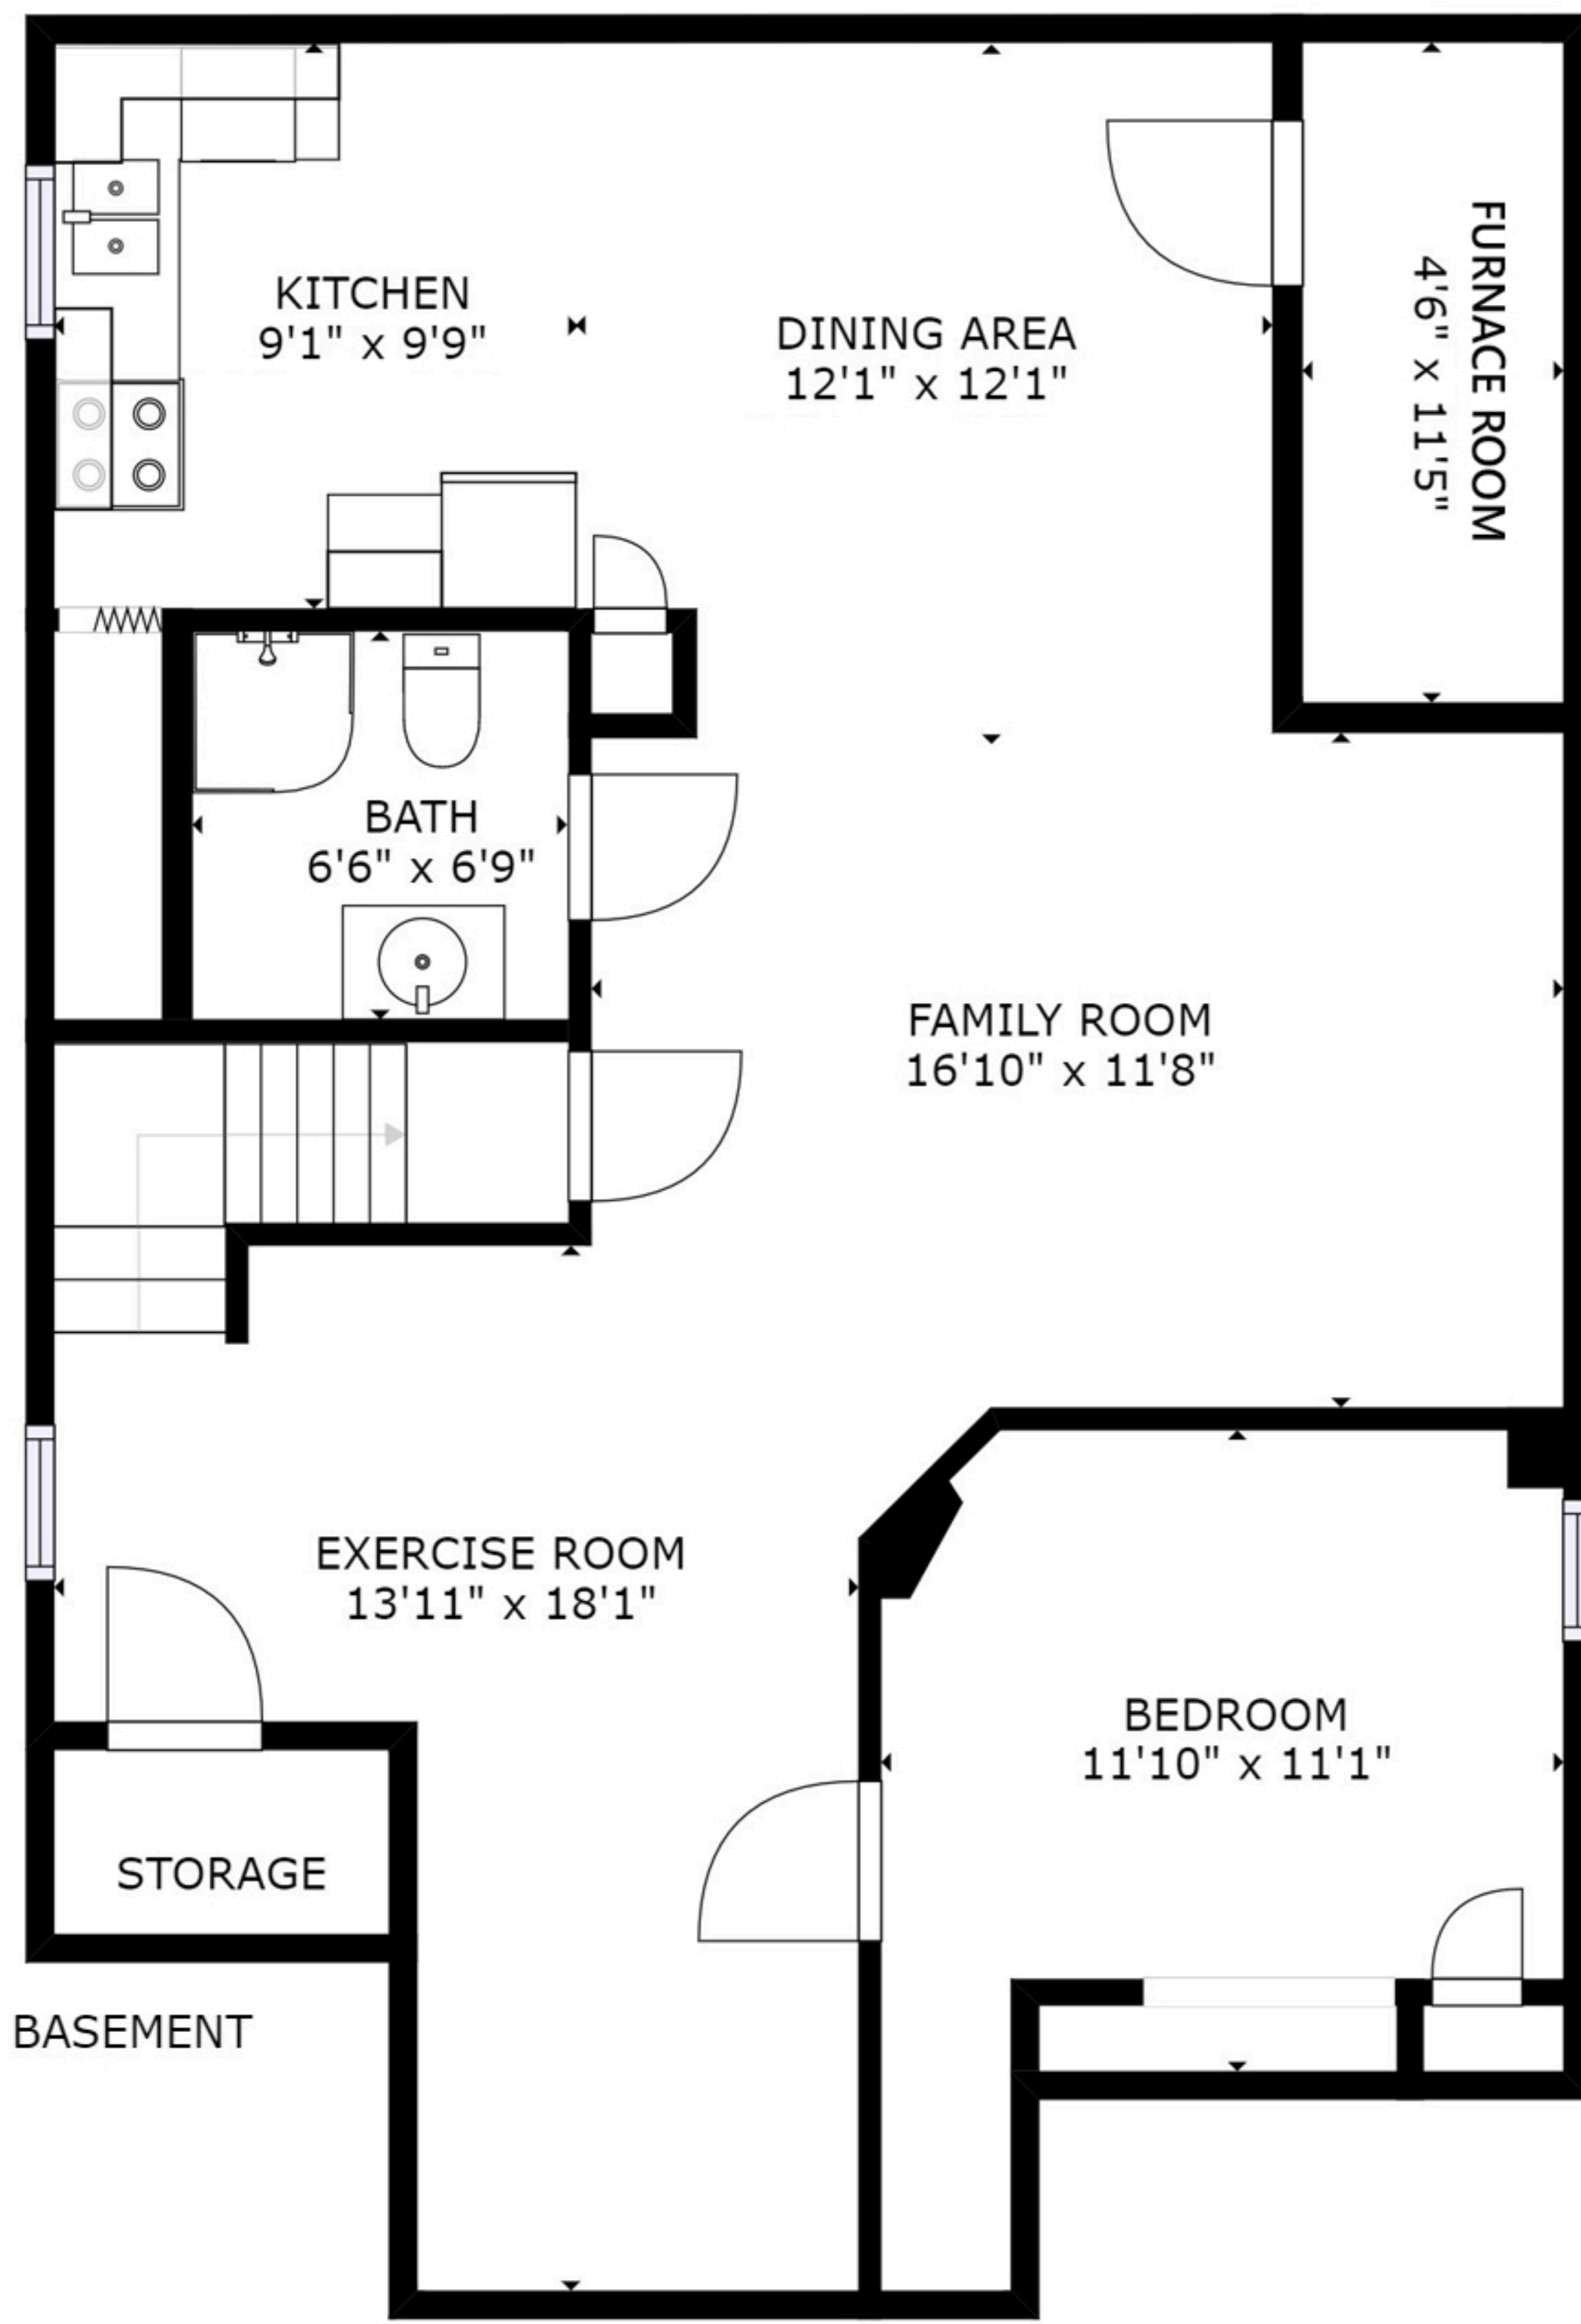 KITCHEN
9'1" x 9'9"
DINING AREA
12'1" x 12'1"
FURNACE ROOM
4'6" x 11'5"
BATH
6'6" x 6'9"
FAMILY ROOM
16'10" x 11'8"
EXERCISE ROOM
13'11" x 18'1"
BEDROOM
11'10" x 11'1"
STORAGE
BASEMENT